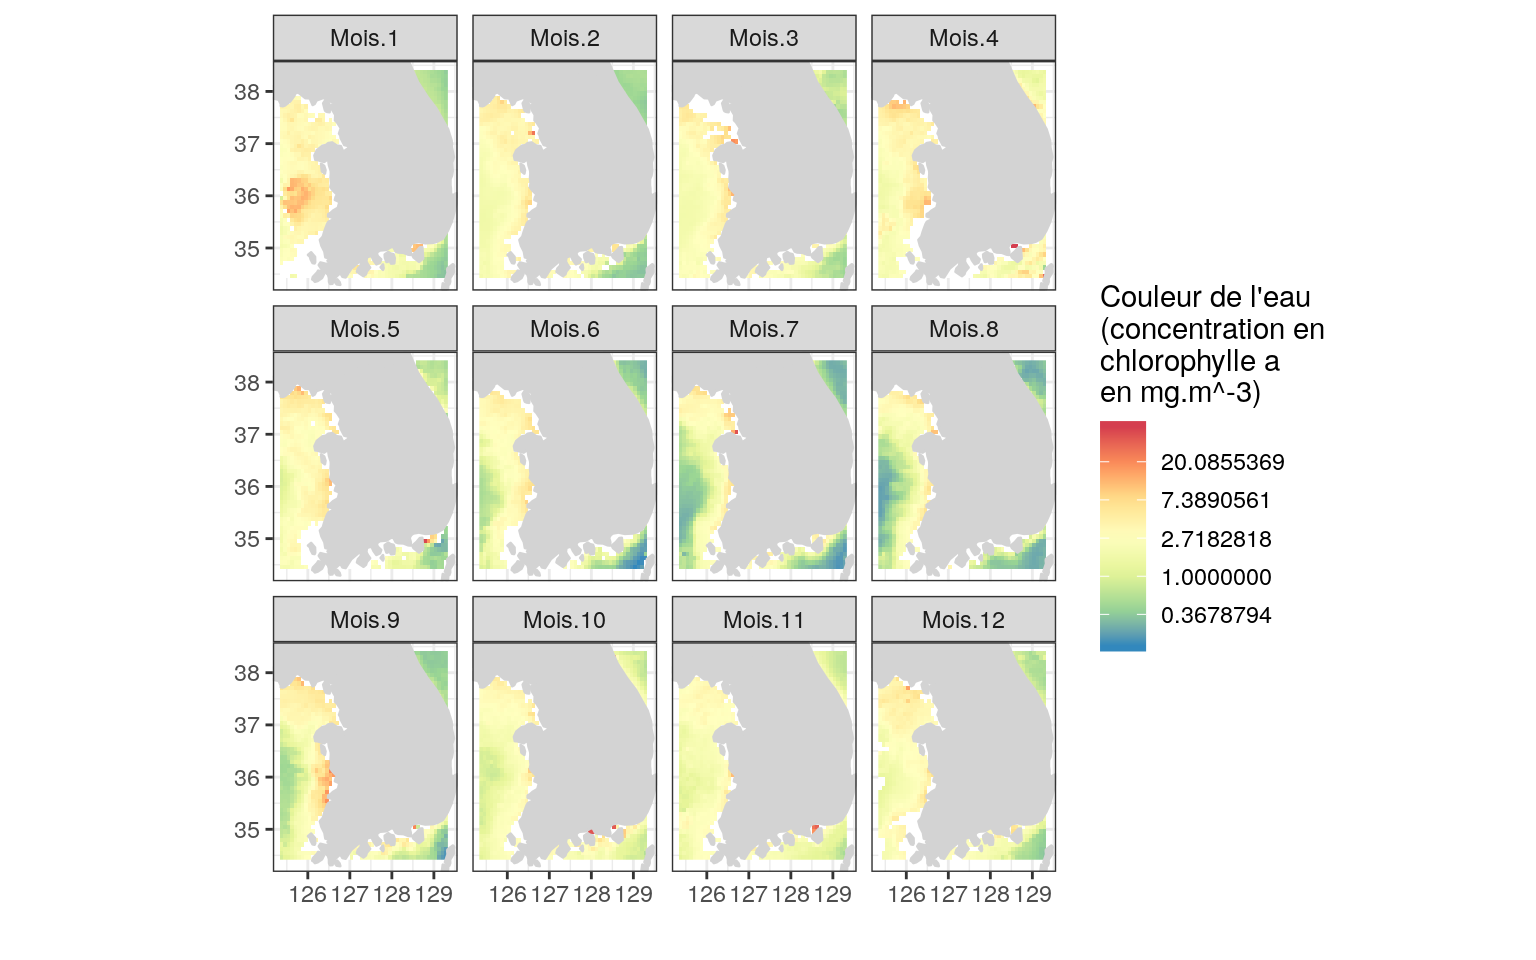 Mois.1 Mois.2 Mois.3 Mois.4
38
37
36
35
Mois.5 Mois.6 Mois.7 Mois.8
38
37
36
35
Mois.9 Mois.10 Mois.11 Mois.12
38
37
36
35
126 127 128 129 126 127 128 129 126 127 128 129 126 127 128 129
Couleur de l'eau
(concentration en
chlorophylle a
en mg.m^-3)
20.0855369
7.3890561
2.7182818
1.0000000
0.3678794